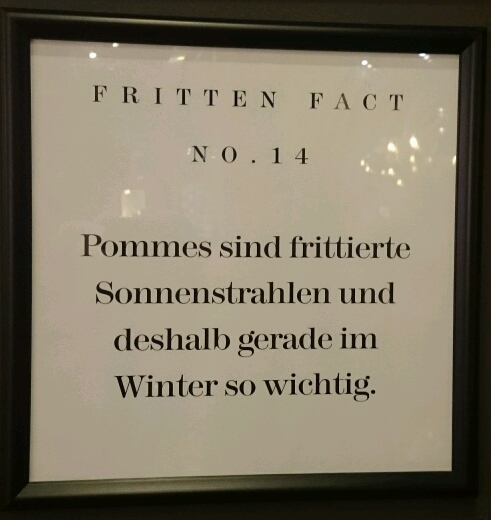 FRITTEN FACT
NO.14
Pommes sind frittierte
Sonnenstrahlen und
deshalb gerade im
Winter so wichtig.